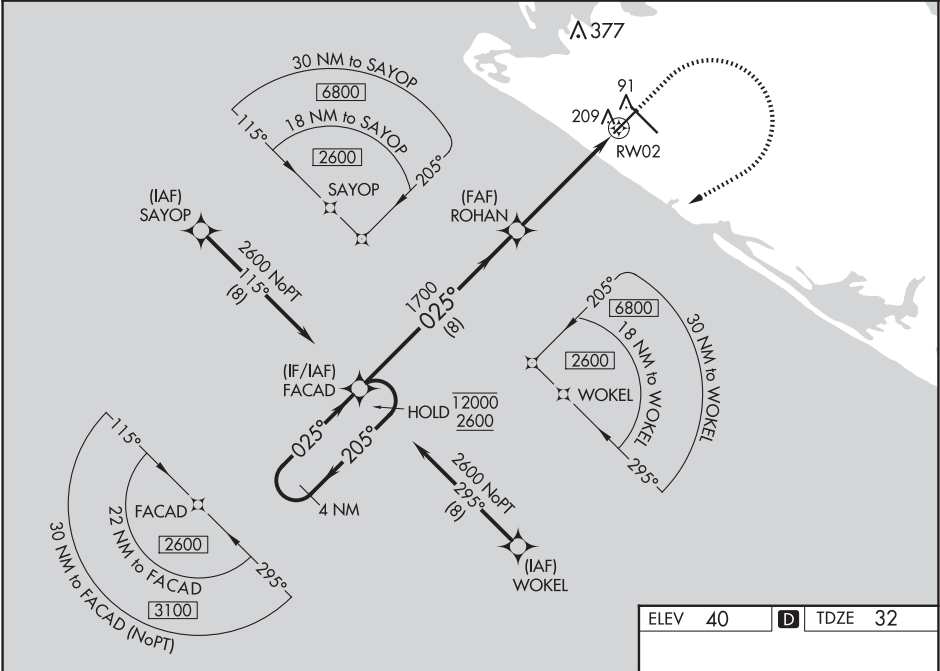 377
30 NM to SAYOP
6800
115°
18 NM to SAYOP
2600
205°
SAYOP
91
209
RW02
(IAF)
SAYOP
2600 NoPT
115°
(8)
(FAF)
ROHAN
1700
025°
(8)
(IF/IAF)
FACAD
HOLD
12000
2600
025°
205°
4 NM
205°
6800
18 NM to WOKEL
30 NM to WOKEL
2600
WOKEL
295°
2600 NoPT
295°
(8)
(IAF)
WOKEL
115°
FACAD
2600
22 NM to FACAD
295°
3100
30 NM to FACAD (NoPT)
ELEV 40 D TDZE 32